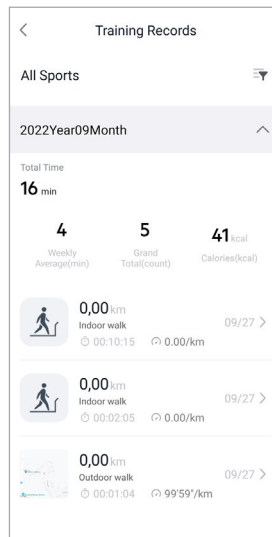 Training Records
All Sports
2022Year09Month
Total Time
16 min
4 5 41 kcal
Weekly Average(min) Grand Total(count) Calories(kcal)
0,00 km
Indoor walk 09/27
00:10:15 0.00/km
0,00 km
Indoor walk 09/27
00:02:05 0.00/km
0,00 km
Outdoor walk 09/27
00:01:04 99'59"/km